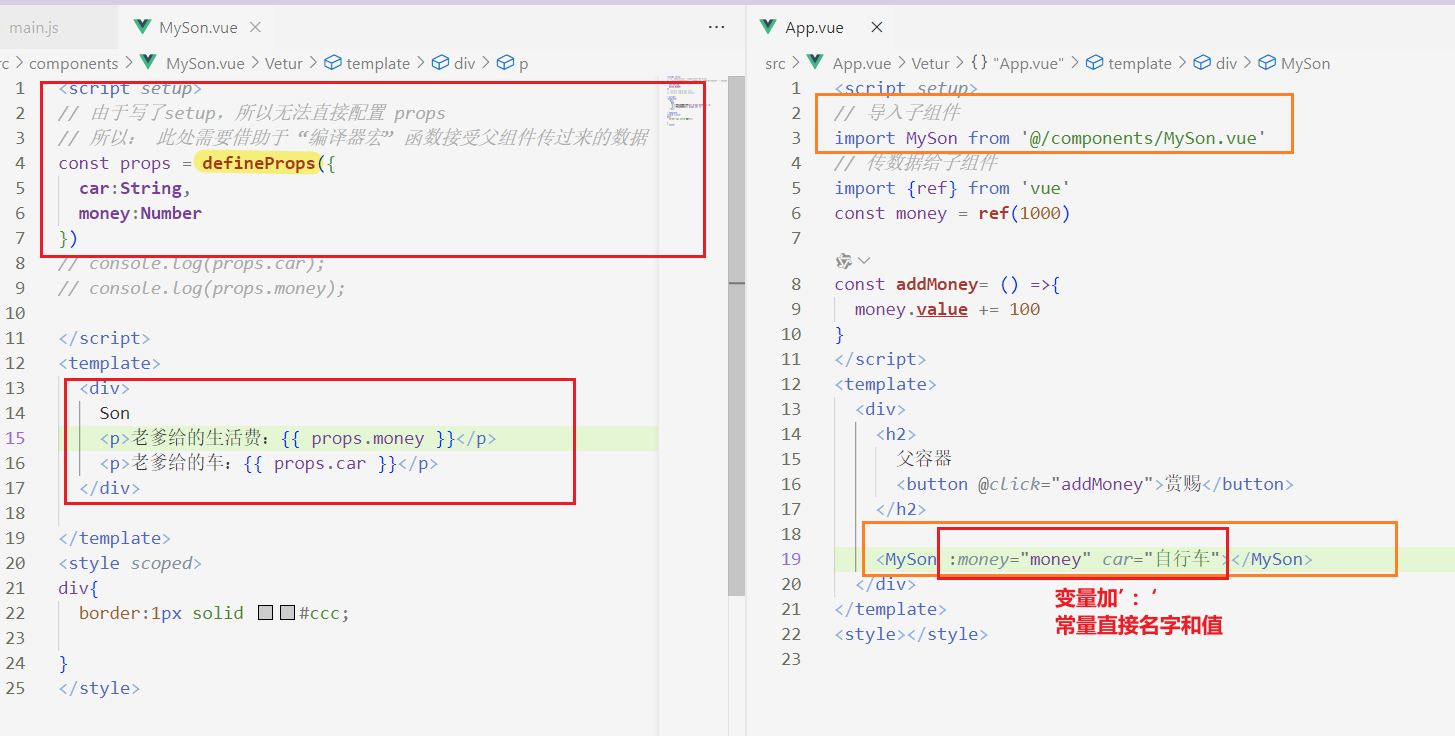 main.js
MySon.vue
rc > components > MySon.vue > Vetur > template > div > p
1 <script setup>
2 // 由于写了setup，所以无法直接配置 props
3 // 所以： 此处需要借助于“编译器宏”函数接受父组件传过来的数据
4 const props = defineProps({
5 car:String,
6 money:Number
7 })
8 // console.log(props.car);
9 // console.log(props.money);
10
11 </script>
12 <template>
13 <div>
14 Son
15 <p>老爹给的生活费：{{ props.money }}</p>
16 <p>老爹给的车：{{ props.car }}</p>
17 </div>
18
19 </template>
20 <style scoped>
21 div{
22 border:1px solid #ccc;
23
24 }
25 </style>
App.vue
src > App.vue > Vetur > {} "App.vue" > template > div > MySon
1 <script setup>
2 // 导入子组件
3 import MySon from '@/components/MySon.vue'
4 // 传数据给子组件
5 import {ref} from 'vue'
6 const money = ref(1000)
7
8 const addMoney= () =>{
9 money.value += 100
10 }
11 </script>
12 <template>
13 <div>
14 <h2>
15 父容器
16 <button @click="addMoney">赏赐</button>
17 </h2>
18
19 <MySon :money="money" car="自行车"></MySon>
20 </div>
21 </template>
22 <style></style>
23
变量加’：‘
常量直接名字和值